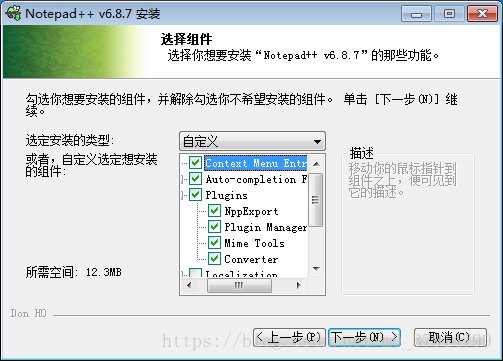 Notepad++ v6.8.7 安装
选择组件
选择你想要安装“Notepad++ v6.8.7”的那些功能。
勾选你想要安装的组件，并解除勾选你不希望安装的组件。 单击 [下一步(N)] 继
续。
选定安装的类型:
自定义
或者，自定义选定想安装
的组件:
Context Menu Entr
Auto-completion F
Plugins
NppExport
Plugin Manager
Mime Tools
Converter
Localization
描述
移动你的鼠标指针到
组件之上，便可见到
它的描述。
所需空间: 12.3MB
Don HO
< 上一步(P)
下一步(N) >
取消(C)